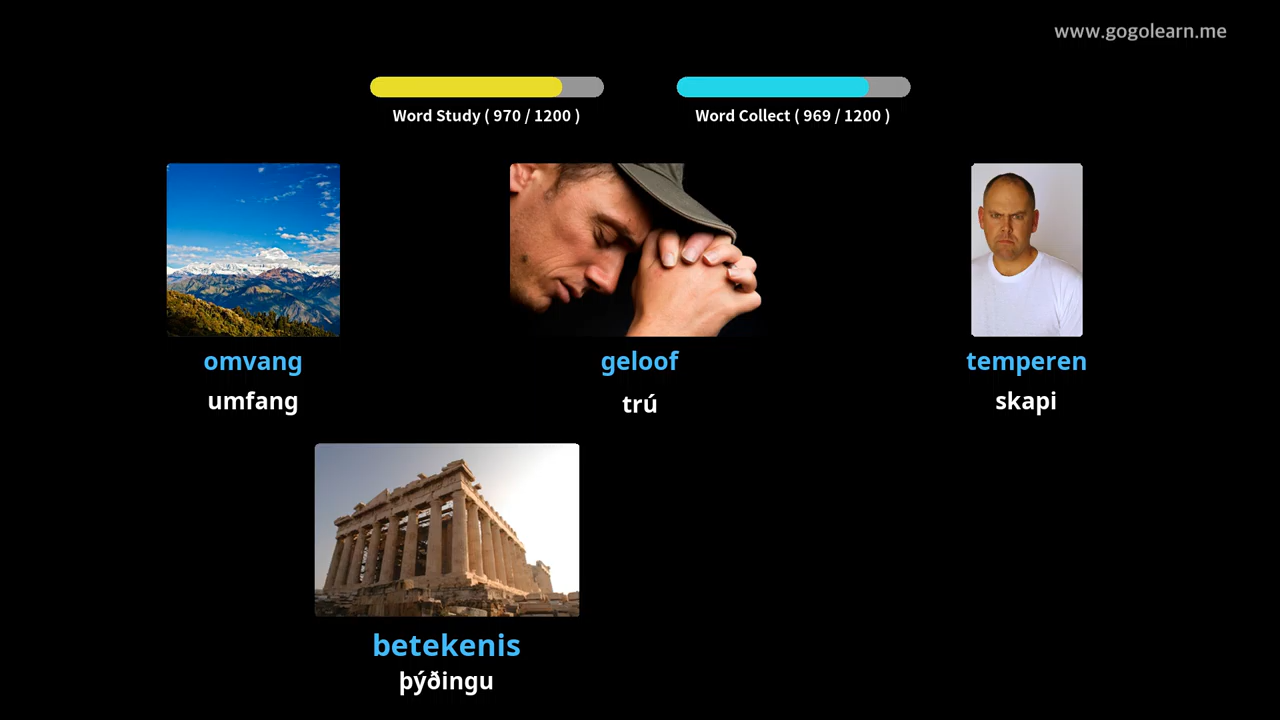 www.gogolearn.me
Word Study ( 970 / 1200 )
Word Collect ( 969 / 1200 )
omvang
umfang
geloof
trú
temperen
skapi
betekenis
þýðingu